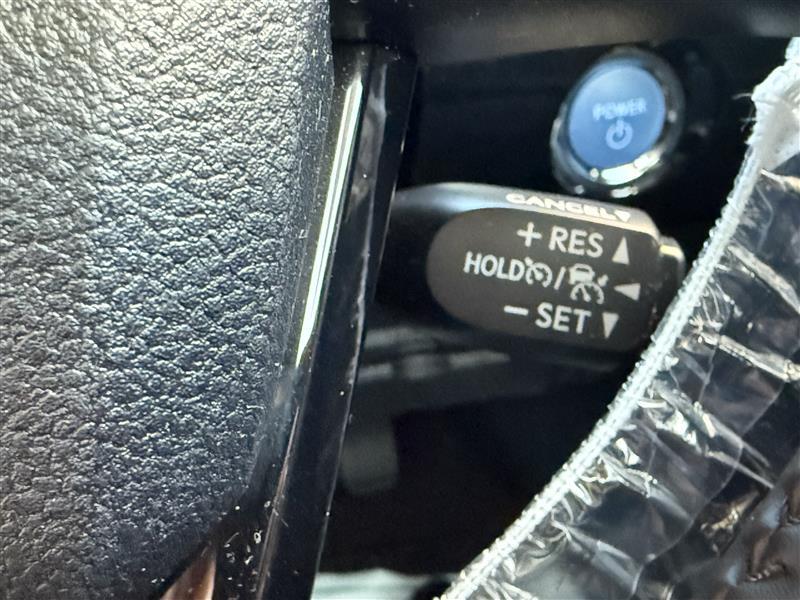 POWER
CANCEL▼
+ RES ▲
HOLD / ◀
− SET ▼